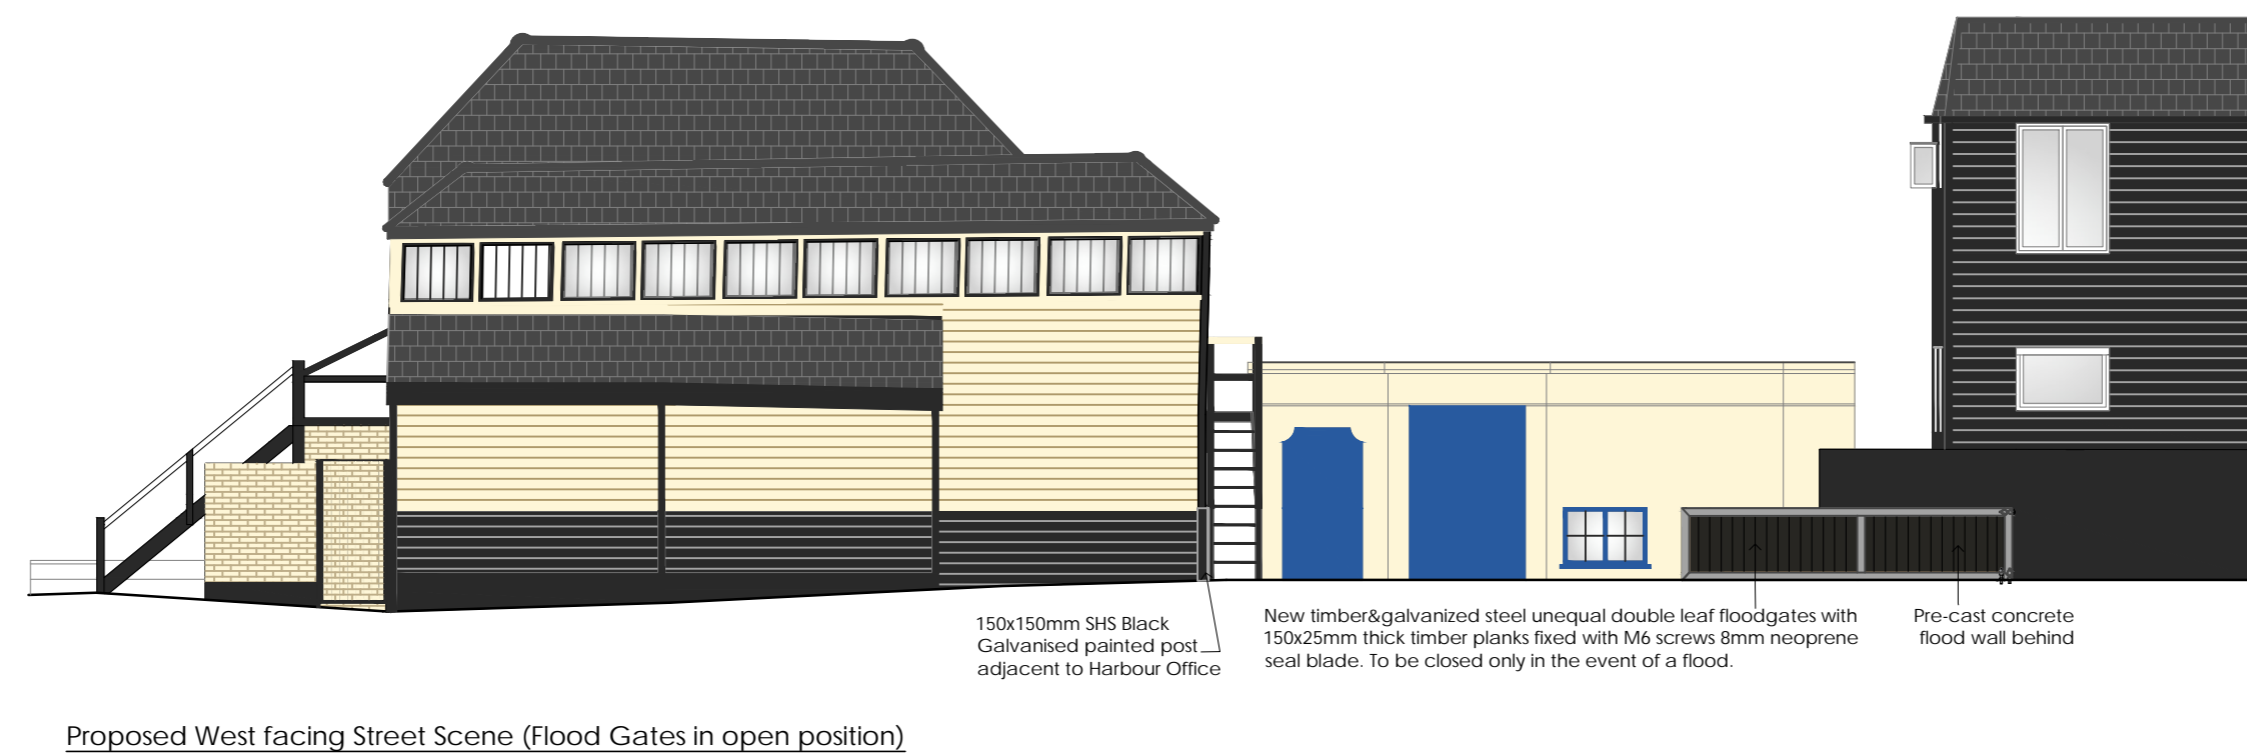 150x150mm SHS Black
Galvanised painted post
adjacent to Harbour Office
New timber&galvanized steel unequal double leaf floodgates with
150x25mm thick timber planks fixed with M6 screws 8mm neoprene
seal blade. To be closed only in the event of a flood.
Pre-cast concrete
flood wall behind
Proposed West facing Street Scene (Flood Gates in open position)